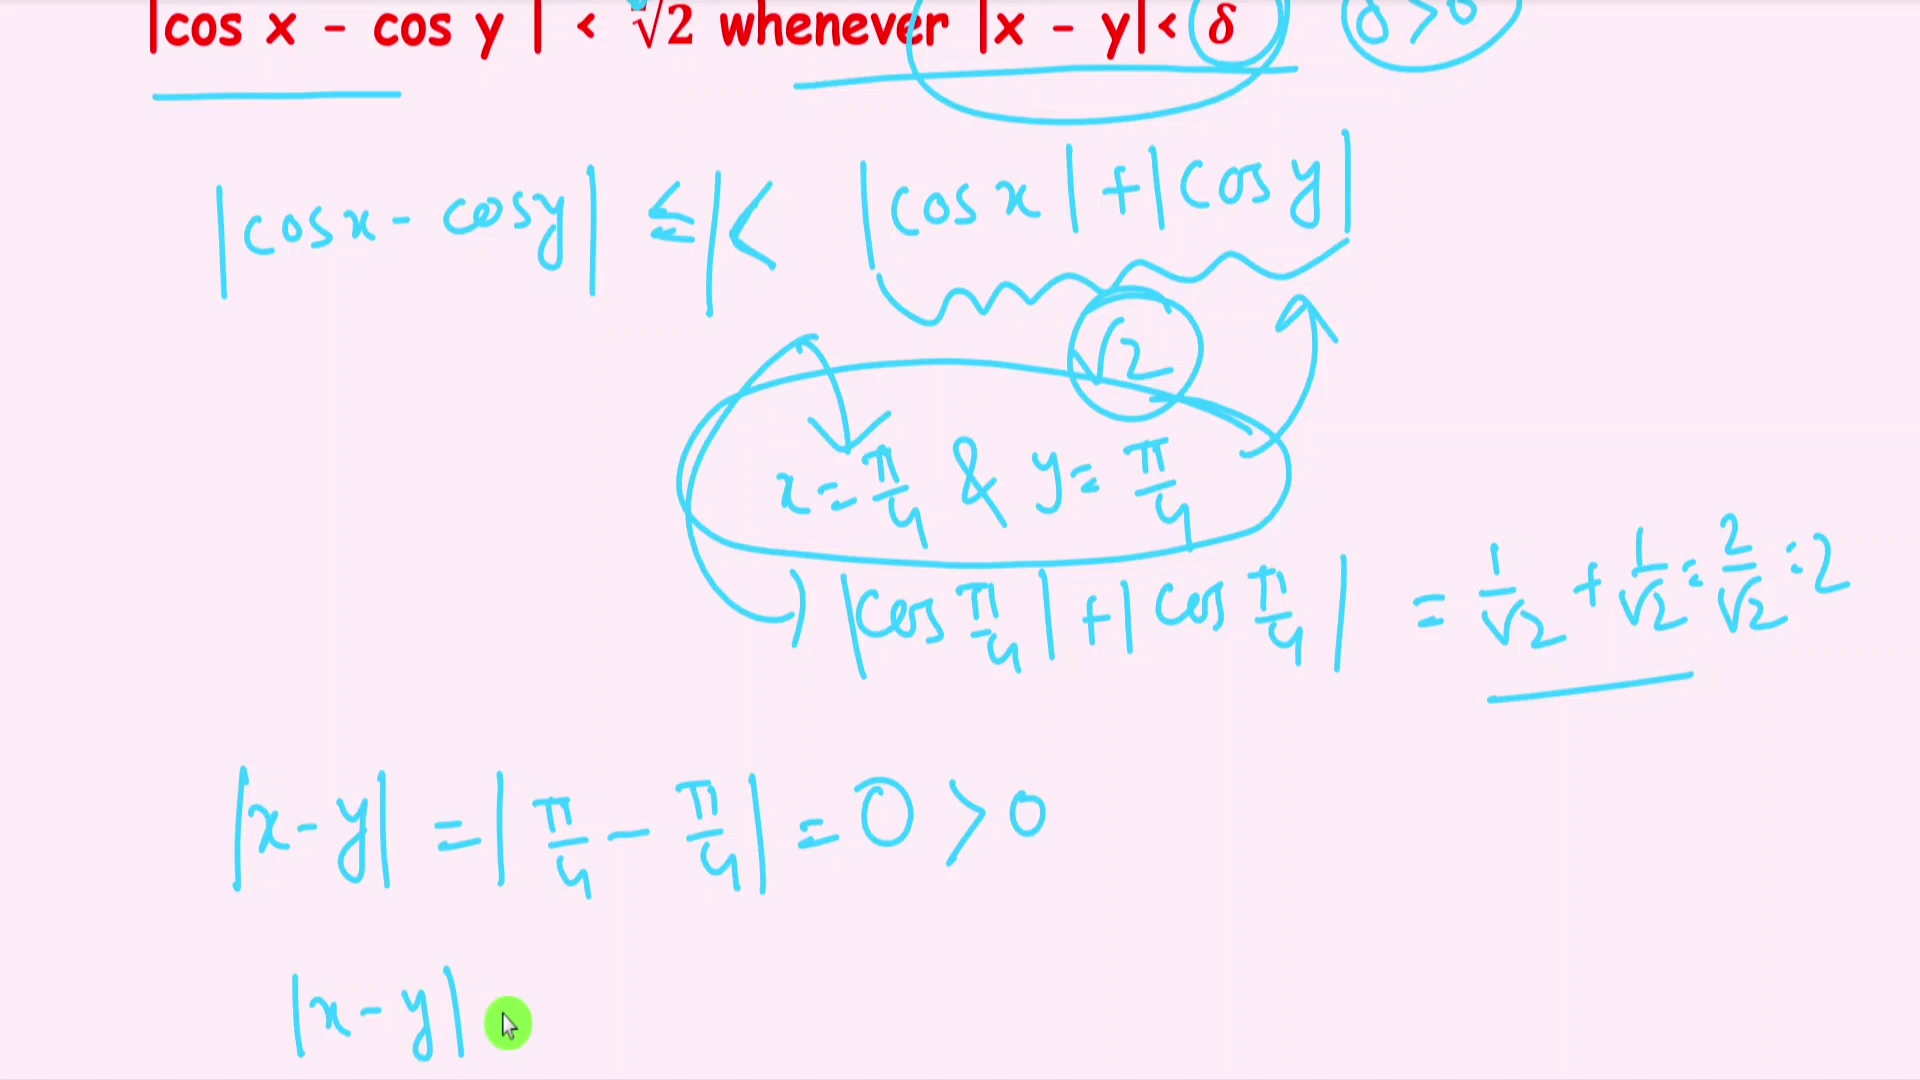 |cos x - cos y | < √2 whenever |x - y|< δ δ > 0
|cos x - cos y| ≤ | < |cos x| + |cos y|
√2
x = π/4 & y = π/4
|cos π/4| + |cos π/4| = 1/√2 + 1/√2 = 2/√2 = 2
|x - y| = | π/4 - π/4 | = 0 > 0
|x - y|